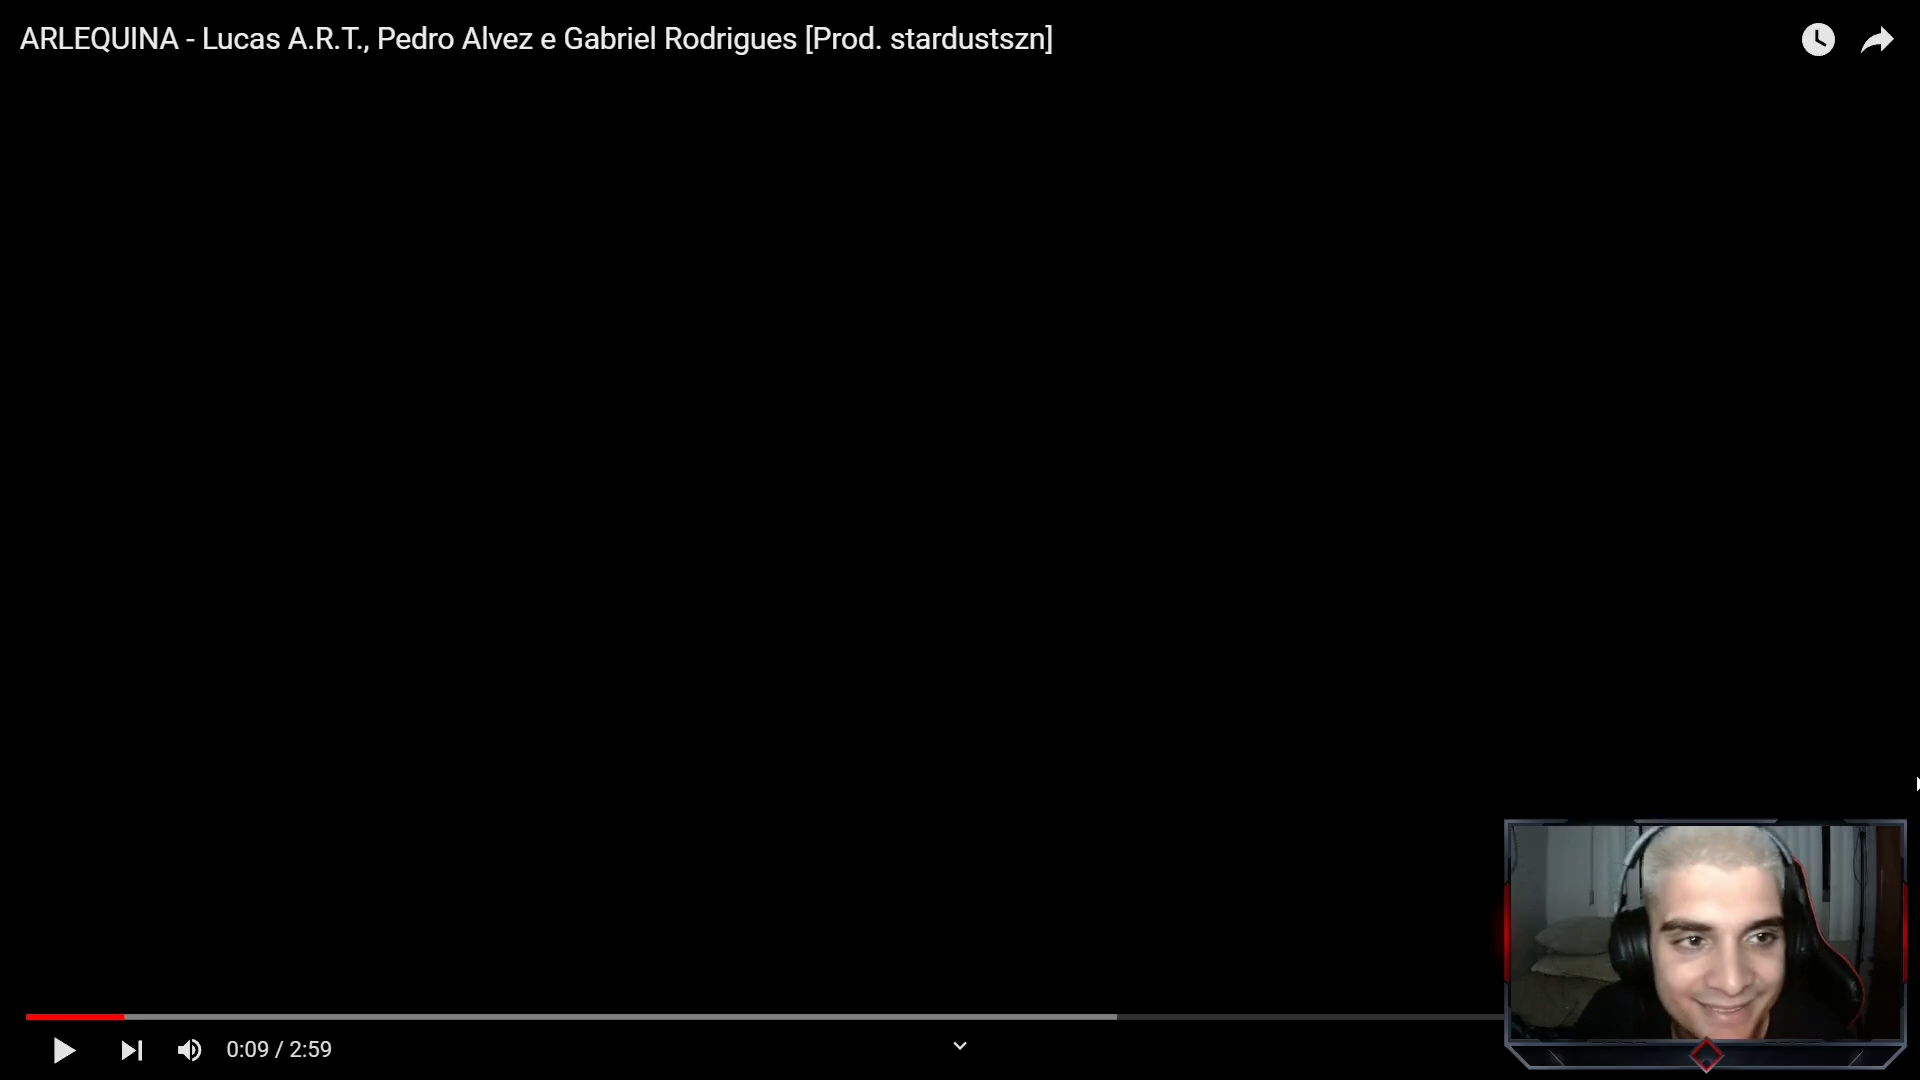 ARLEQUINA - Lucas A.R.T., Pedro Alvez e Gabriel Rodrigues [Prod. stardustszn]
0:09 / 2:59